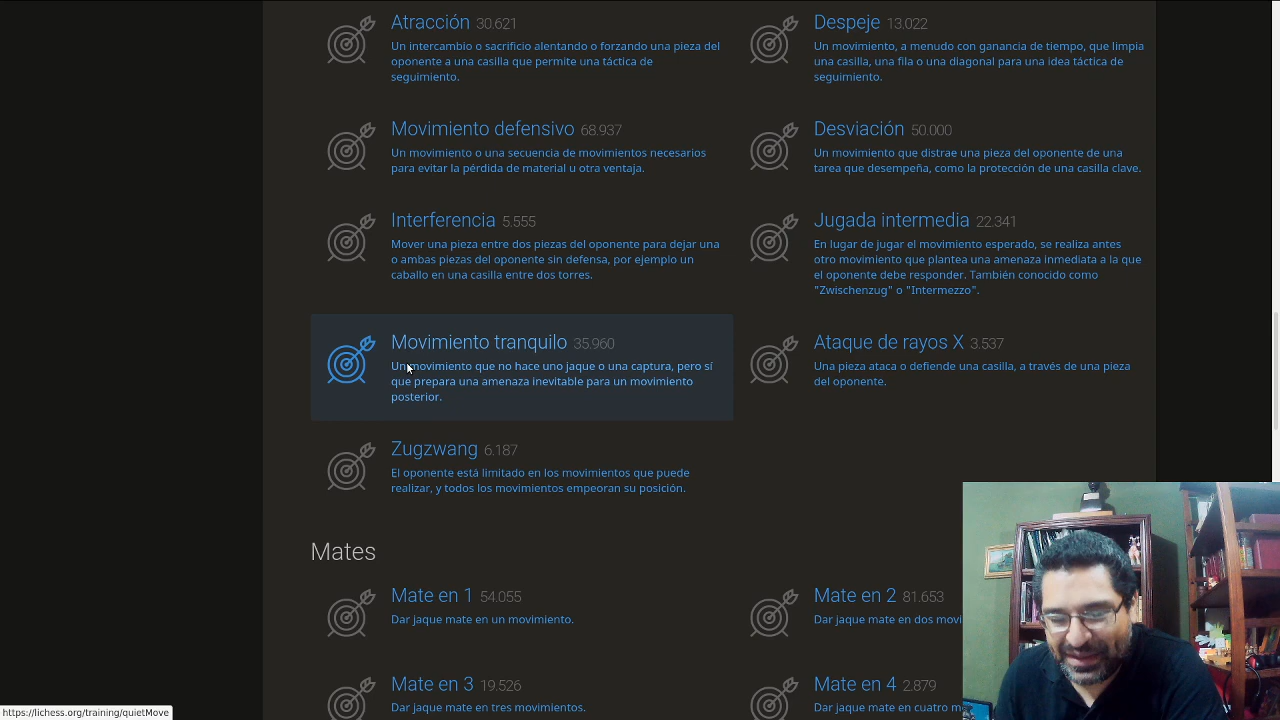 Atracción 30.621
Un intercambio o sacrificio alentando o forzando una pieza del
oponente a una casilla que permite una táctica de
seguimiento.
Despeje 13.022
Un movimiento, a menudo con ganancia de tiempo, que limpia
una casilla, una fila o una diagonal para una idea táctica de
seguimiento.
Movimiento defensivo 68.937
Un movimiento o una secuencia de movimientos necesarios
para evitar la pérdida de material u otra ventaja.
Desviación 50.000
Un movimiento que distrae una pieza del oponente de una
tarea que desempeña, como la protección de una casilla clave.
Interferencia 5.555
Mover una pieza entre dos piezas del oponente para dejar una
o ambas piezas del oponente sin defensa, por ejemplo un
caballo en una casilla entre dos torres.
Jugada intermedia 22.341
En lugar de jugar el movimiento esperado, se realiza antes
otro movimiento que plantea una amenaza inmediata a la que
el oponente debe responder. También conocido como
"Zwischenzug" o "Intermezzo".
Movimiento tranquilo 35.960
Un movimiento que no hace uno jaque o una captura, pero sí
que prepara una amenaza inevitable para un movimiento
posterior.
Ataque de rayos X 3.537
Una pieza ataca o defiende una casilla, a través de una pieza
del oponente.
Zugzwang 6.187
El oponente está limitado en los movimientos que puede
realizar, y todos los movimientos empeoran su posición.
Mates
Mate en 1 54.055
Dar jaque mate en un movimiento.
Mate en 2 81.653
Dar jaque mate en dos movi
Mate en 3 19.526
Dar jaque mate en tres movimientos.
Mate en 4 2.879
Dar jaque mate en cuatro m
https://lichess.org/training/quietMove